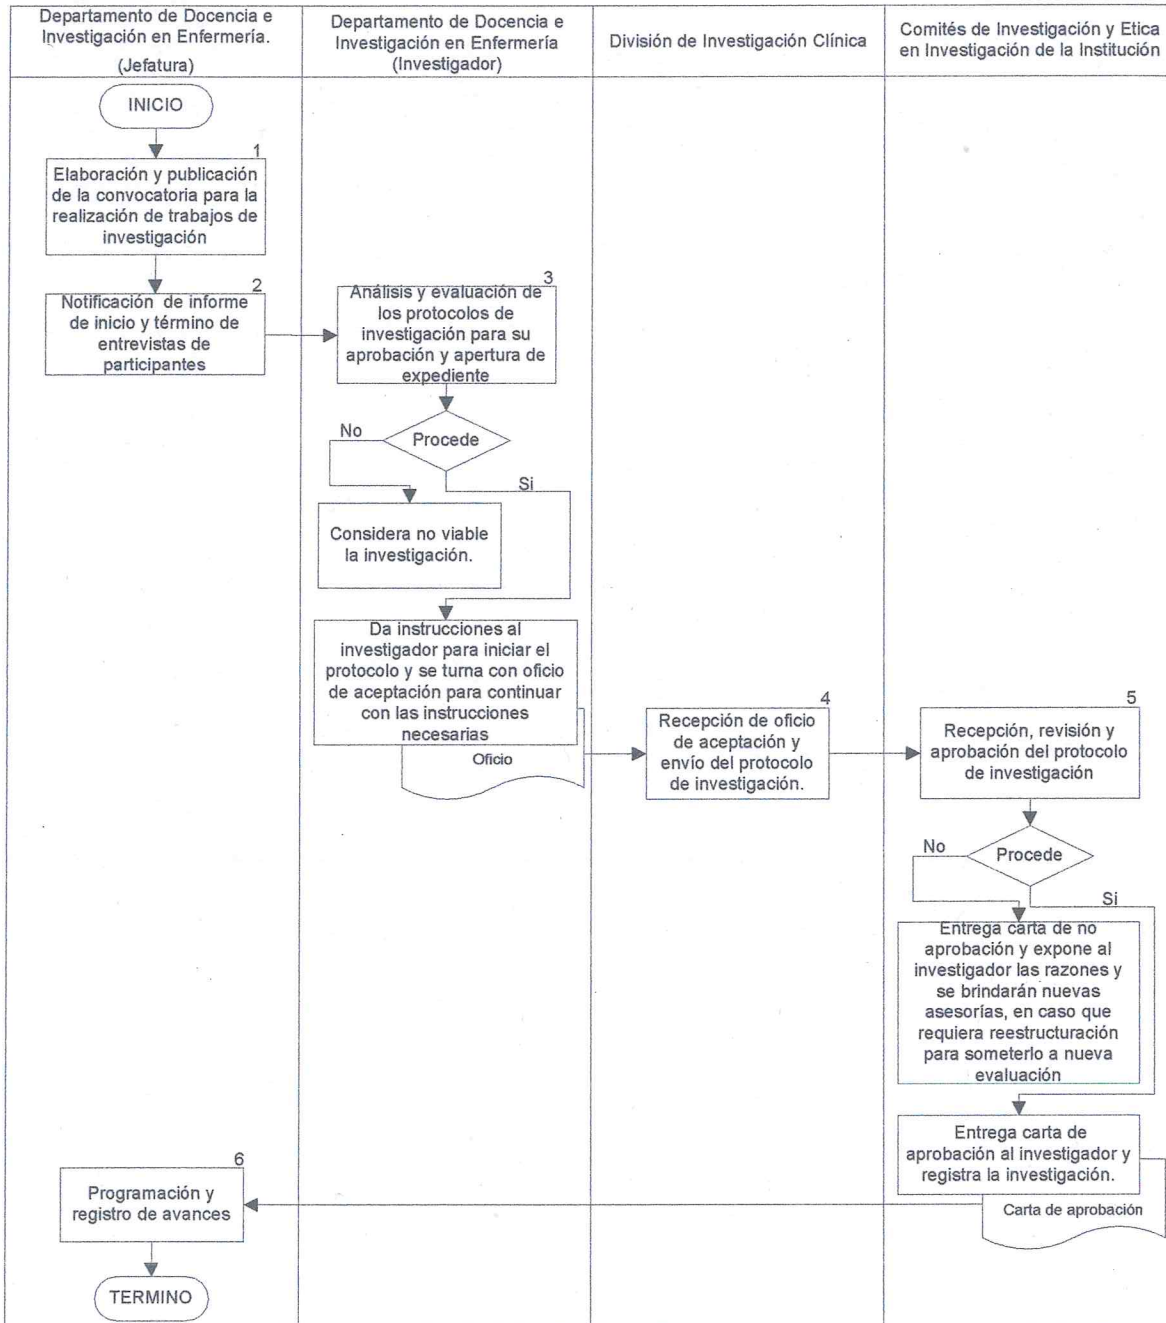 Departamento de Docencia e
Investigación en Enfermería.
(Jefatura)
Departamento de Docencia e
Investigación en Enfermería
(Investigador)
División de Investigación Clínica
Comités de Investigación y Etica
en Investigación de la Institución
INICIO
1
Elaboración y publicación
de la convocatoria para la
realización de trabajos de
investigación
2
Notificación de informe
de inicio y término de
entrevistas de
participantes
3
Análisis y evaluación de
los protocolos de
investigación para su
aprobación y apertura de
expediente
Procede
No
Si
Considera no viable
la investigación.
Da instrucciones al
investigador para iniciar el
protocolo y se turna con oficio
de aceptación para continuar
con las instrucciones
necesarias
Oficio
4
Recepción de oficio
de aceptación y
envío del protocolo
de investigación.
5
Recepción, revisión y
aprobación del protocolo
de investigación
Procede
No
Si
Entrega carta de no
aprobación y expone al
investigador las razones y
se brindarán nuevas
asesorías, en caso que
requiera reestructuración
para someterlo a nueva
evaluación
Entrega carta de
aprobación al investigador y
registra la investigación.
Carta de aprobación
6
Programación y
registro de avances
TERMINO